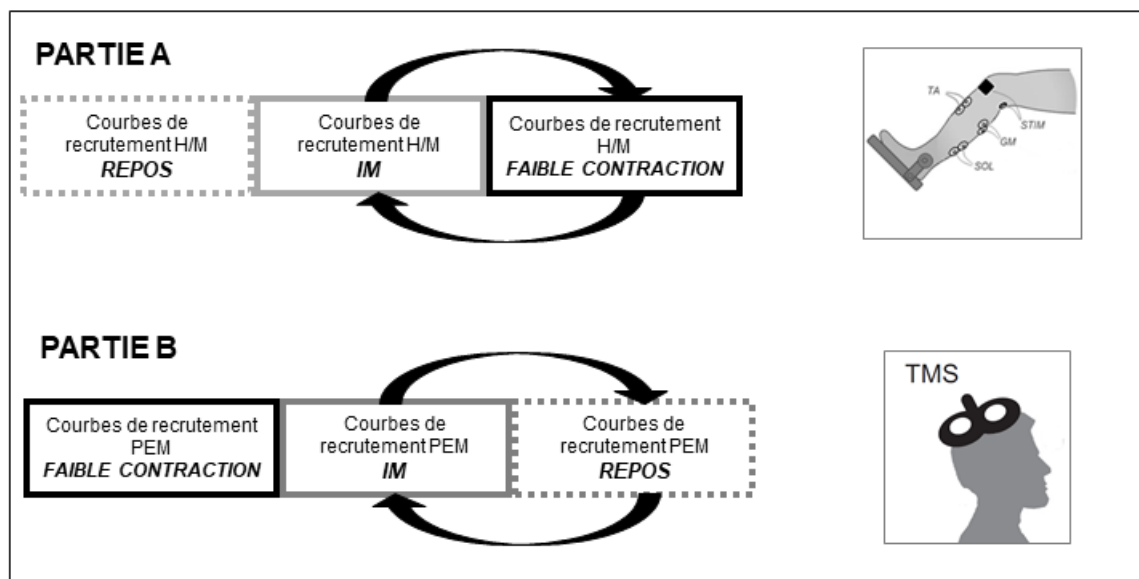 PARTIE A
Courbes de
recrutement H/M
REPOS
Courbes de
recrutement H/M
IM
Courbes de recrutement
H/M
FAIBLE CONTRACTION
TA
STIM
GM
SOL
PARTIE B
Courbes de recrutement
PEM
FAIBLE CONTRACTION
Courbes de
recrutement PEM
IM
Courbes de
recrutement PEM
REPOS
TMS